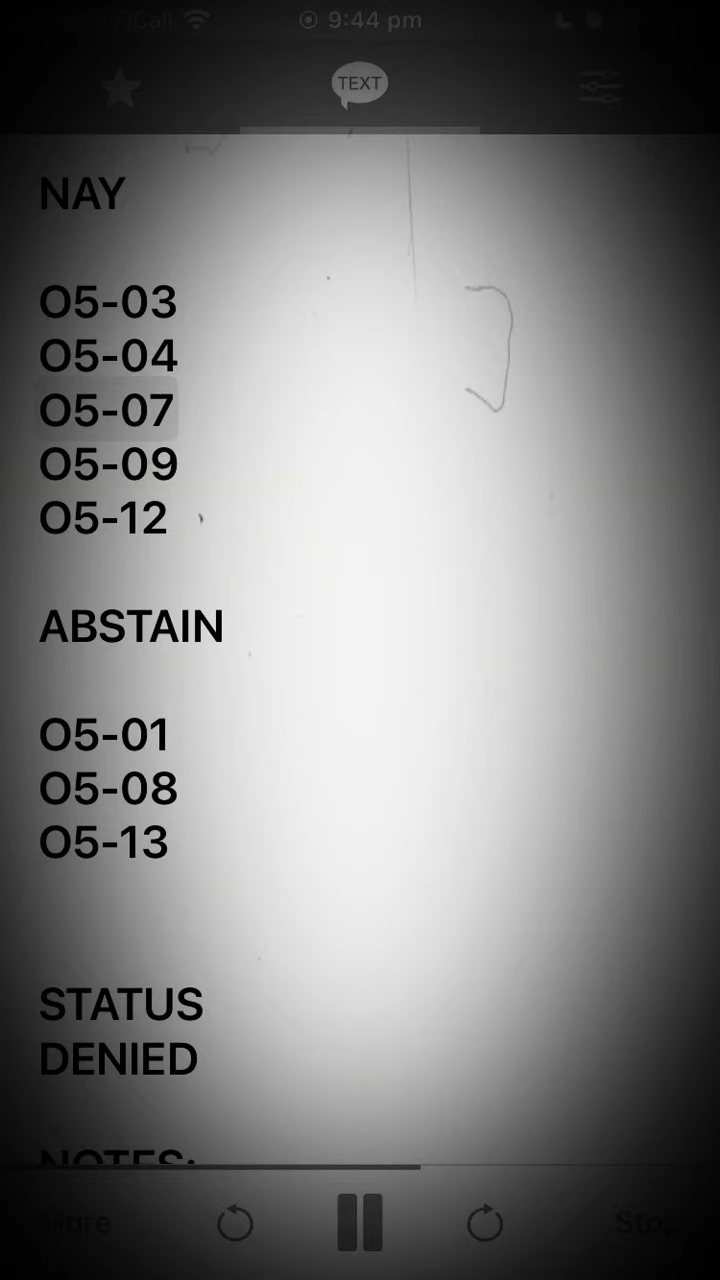 9:44 pm
TEXT
NAY
O5-03
O5-04
O5-07
O5-09
O5-12
ABSTAIN
O5-01
O5-08
O5-13
STATUS
DENIED
NOTES: